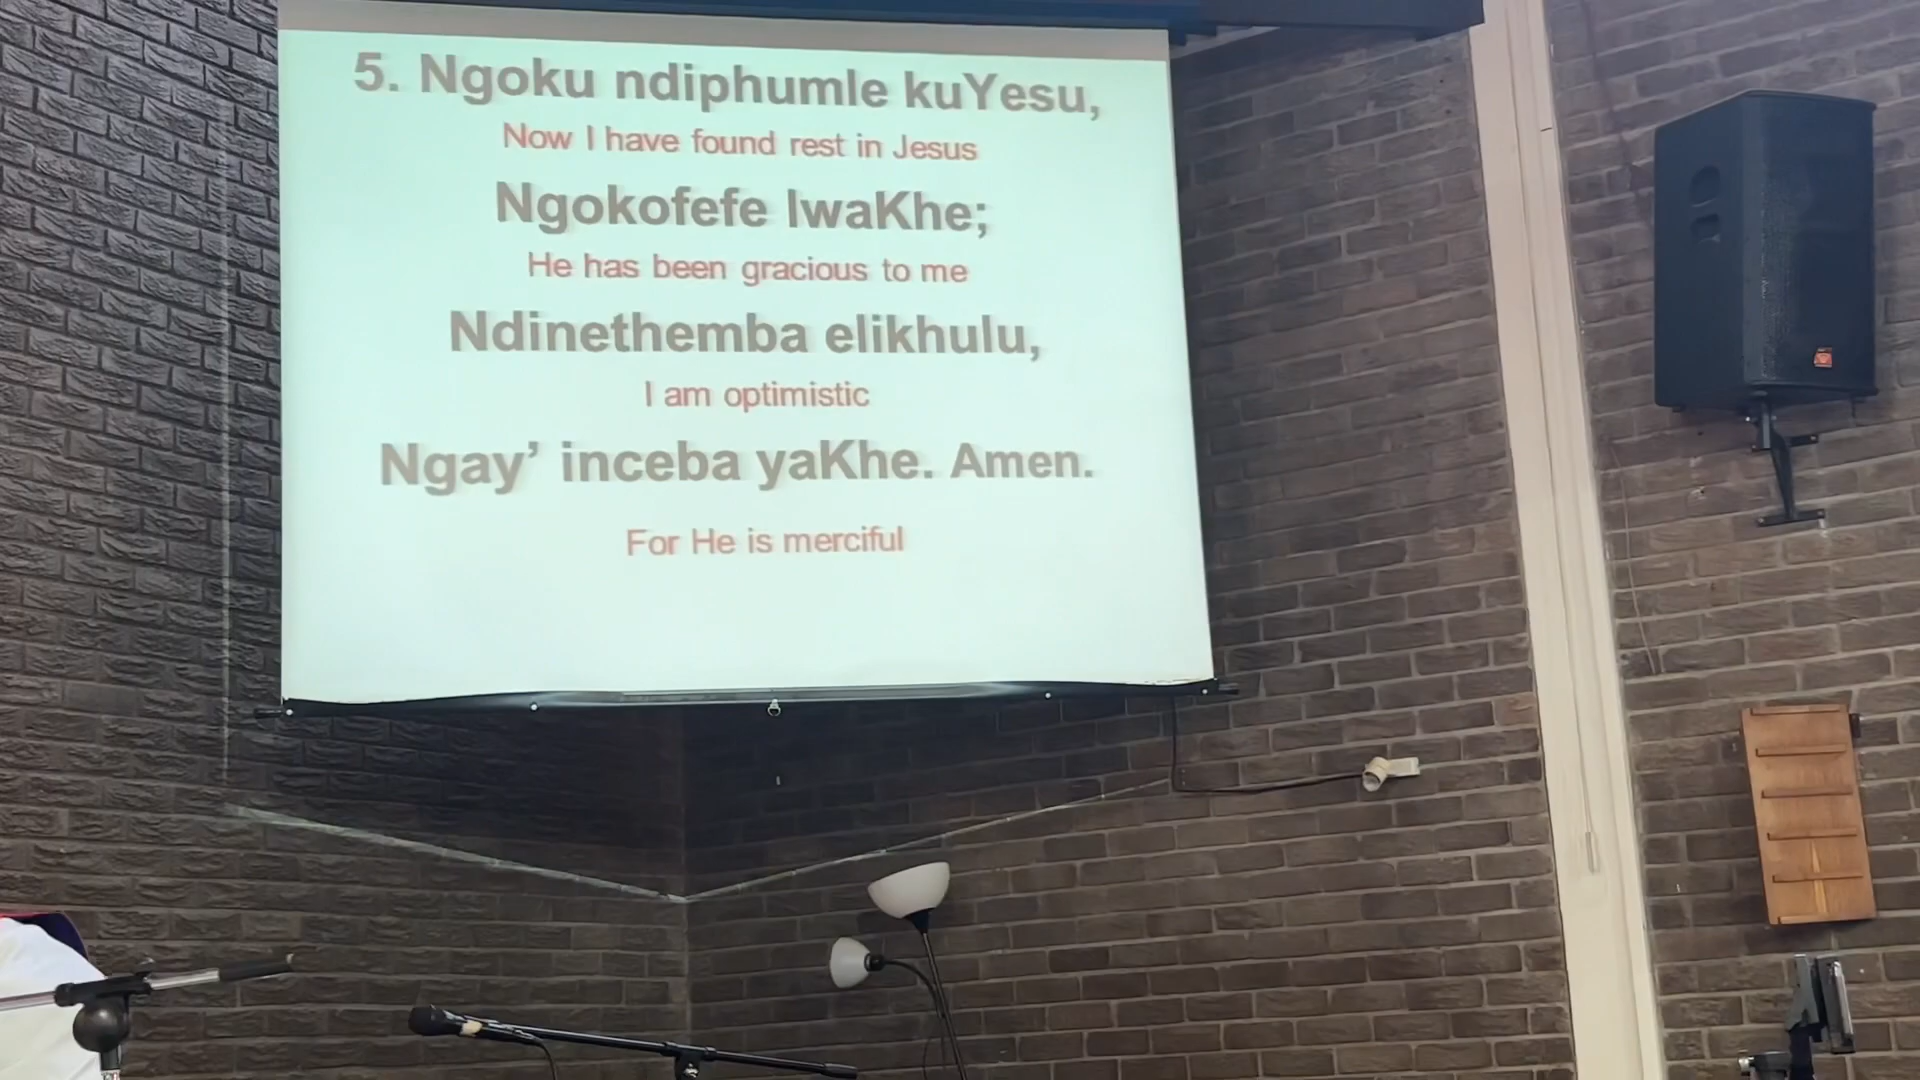 5. Ngoku ndiphumle kuYesu,
Now I have found rest in Jesus
Ngokofefe lwaKhe;
He has been gracious to me
Ndinethemba elikhulu,
I am optimistic
Ngay’ inceba yaKhe. Amen.
For He is merciful